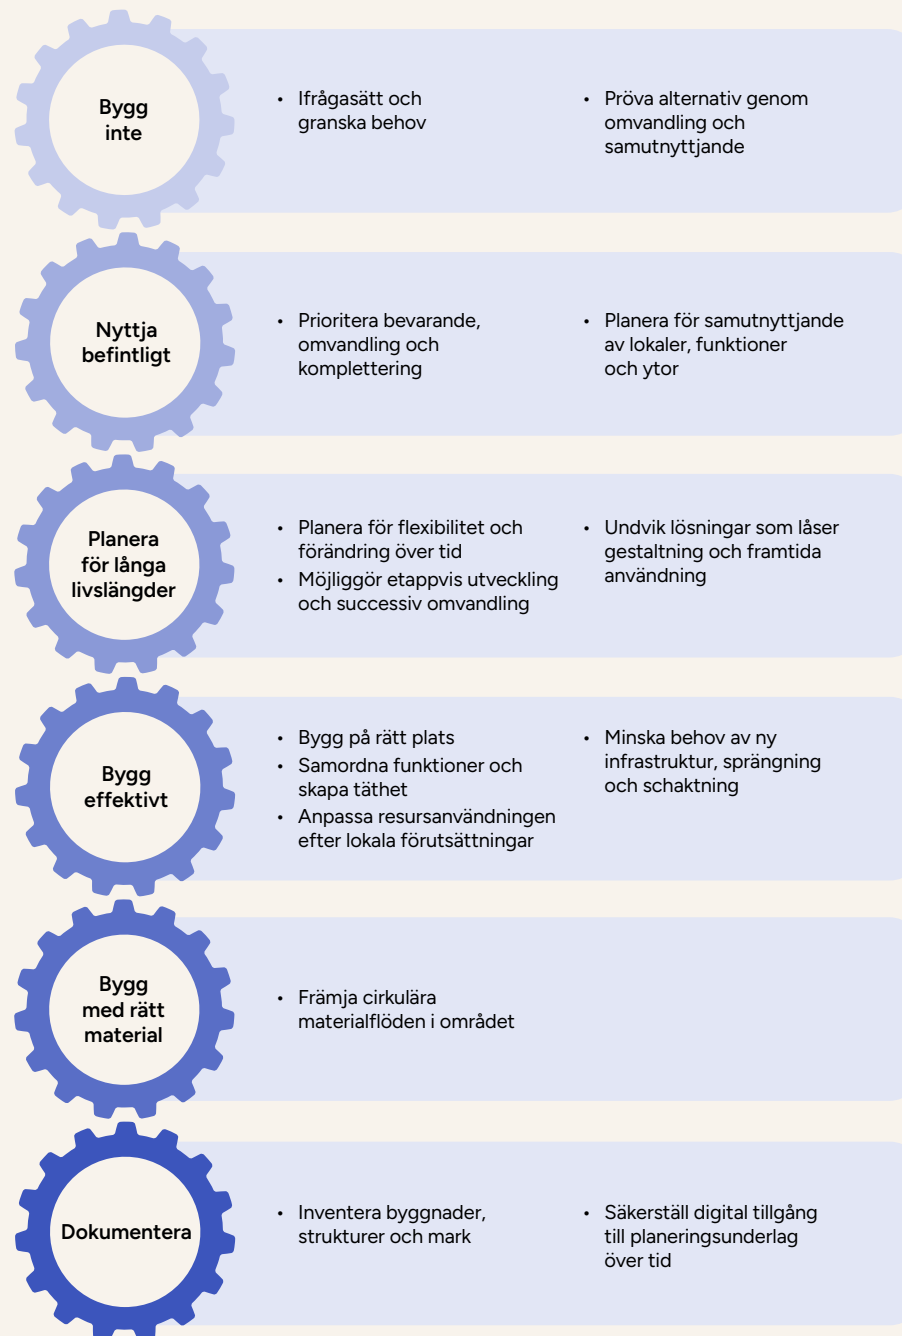 Bygg
inte
• Ifrågasätt och
granska behov
• Pröva alternativ genom
omvandling och
samutnyttjande
Nyttja
befintligt
• Prioritera bevarande,
omvandling och
komplettering
• Planera för samutnyttjande
av lokaler, funktioner
och ytor
Planera
för långa
livslängder
• Planera för flexibilitet och
förändring över tid
• Möjliggör etappvis utveckling
och successiv omvandling
• Undvik lösningar som låser
gestaltning och framtida
användning
Bygg
effektivt
• Bygg på rätt plats
• Samordna funktioner och
skapa täthet
• Anpassa resursanvändningen
efter lokala förutsättningar
• Minska behov av ny
infrastruktur, sprängning
och schaktning
Bygg
med rätt
material
• Främja cirkulära
materialflöden i området
Dokumentera
• Inventera byggnader,
strukturer och mark
• Säkerställ digital tillgång
till planeringsunderlag
över tid